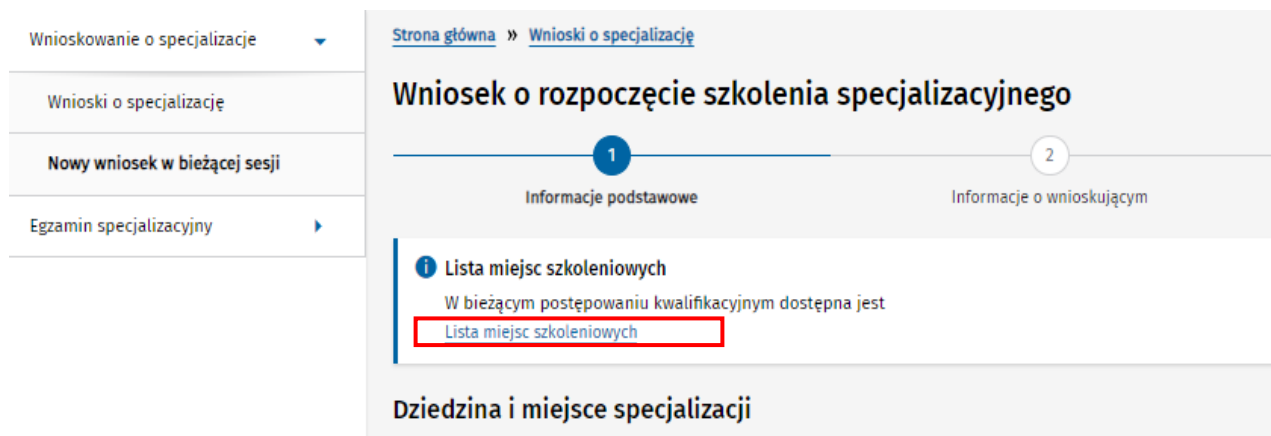 Wnioskowanie o specjalizacje
Wnioski o specjalizację
Nowy wniosek w bieżącej sesji
Egzamin specjalizacyjny
Strona główna » Wnioski o specjalizację
Wniosek o rozpoczęcie szkolenia specjalizacyjnego
1
2
Informacje podstawowe
Informacje o wnioskującym
Lista miejsc szkoleniowych
W bieżącym postępowaniu kwalifikacyjnym dostępna jest
Lista miejsc szkoleniowych
Dziedzina i miejsce specjalizacji